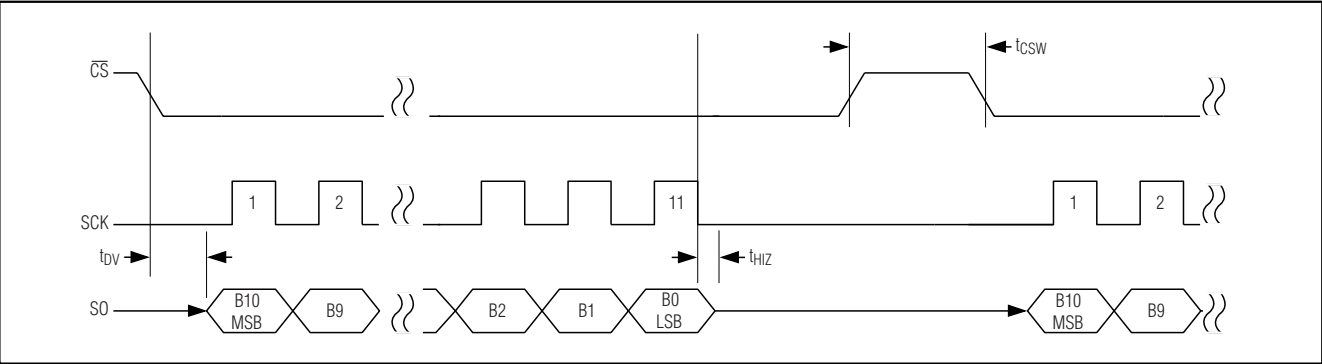 tCSW
CS
1 2 11 1 2
SCK
tDV tHIZ
SO
B10 MSB B9 B2 B1 B0 LSB B10 MSB B9